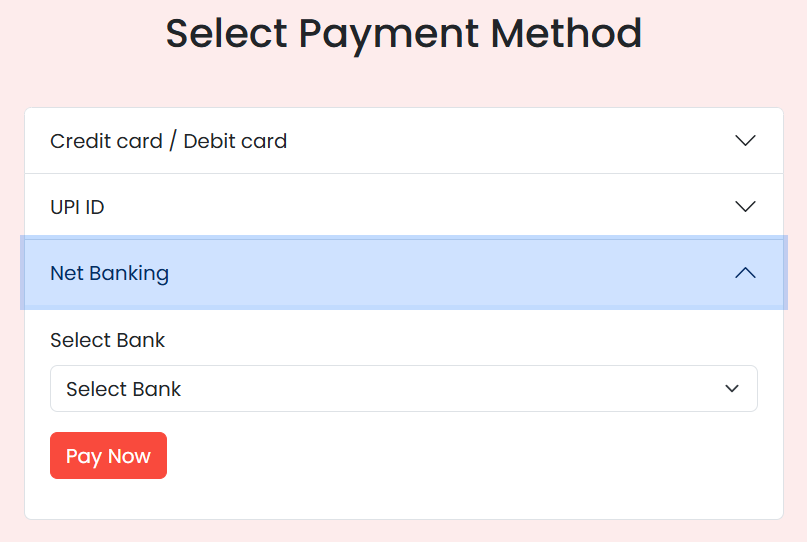 Select Payment Method
Credit card / Debit card
UPI ID
Net Banking
Select Bank
Select Bank
Pay Now